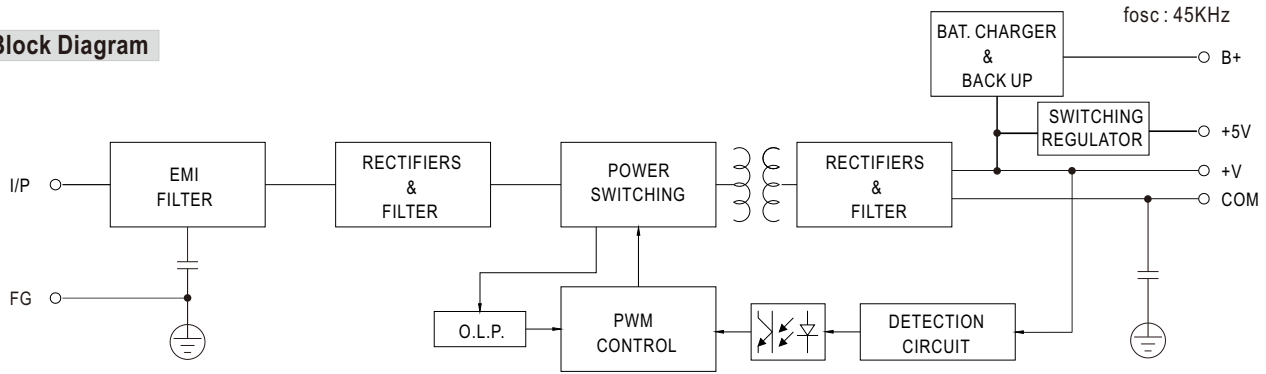 fosc : 45KHz
Block Diagram
BAT. CHARGER
&
BACK UP
B+
SWITCHING
REGULATOR
+5V
I/P
EMI
FILTER
RECTIFIERS
&
FILTER
POWER
SWITCHING
RECTIFIERS
&
FILTER
+V
COM
FG
O.L.P.
PWM
CONTROL
DETECTION
CIRCUIT